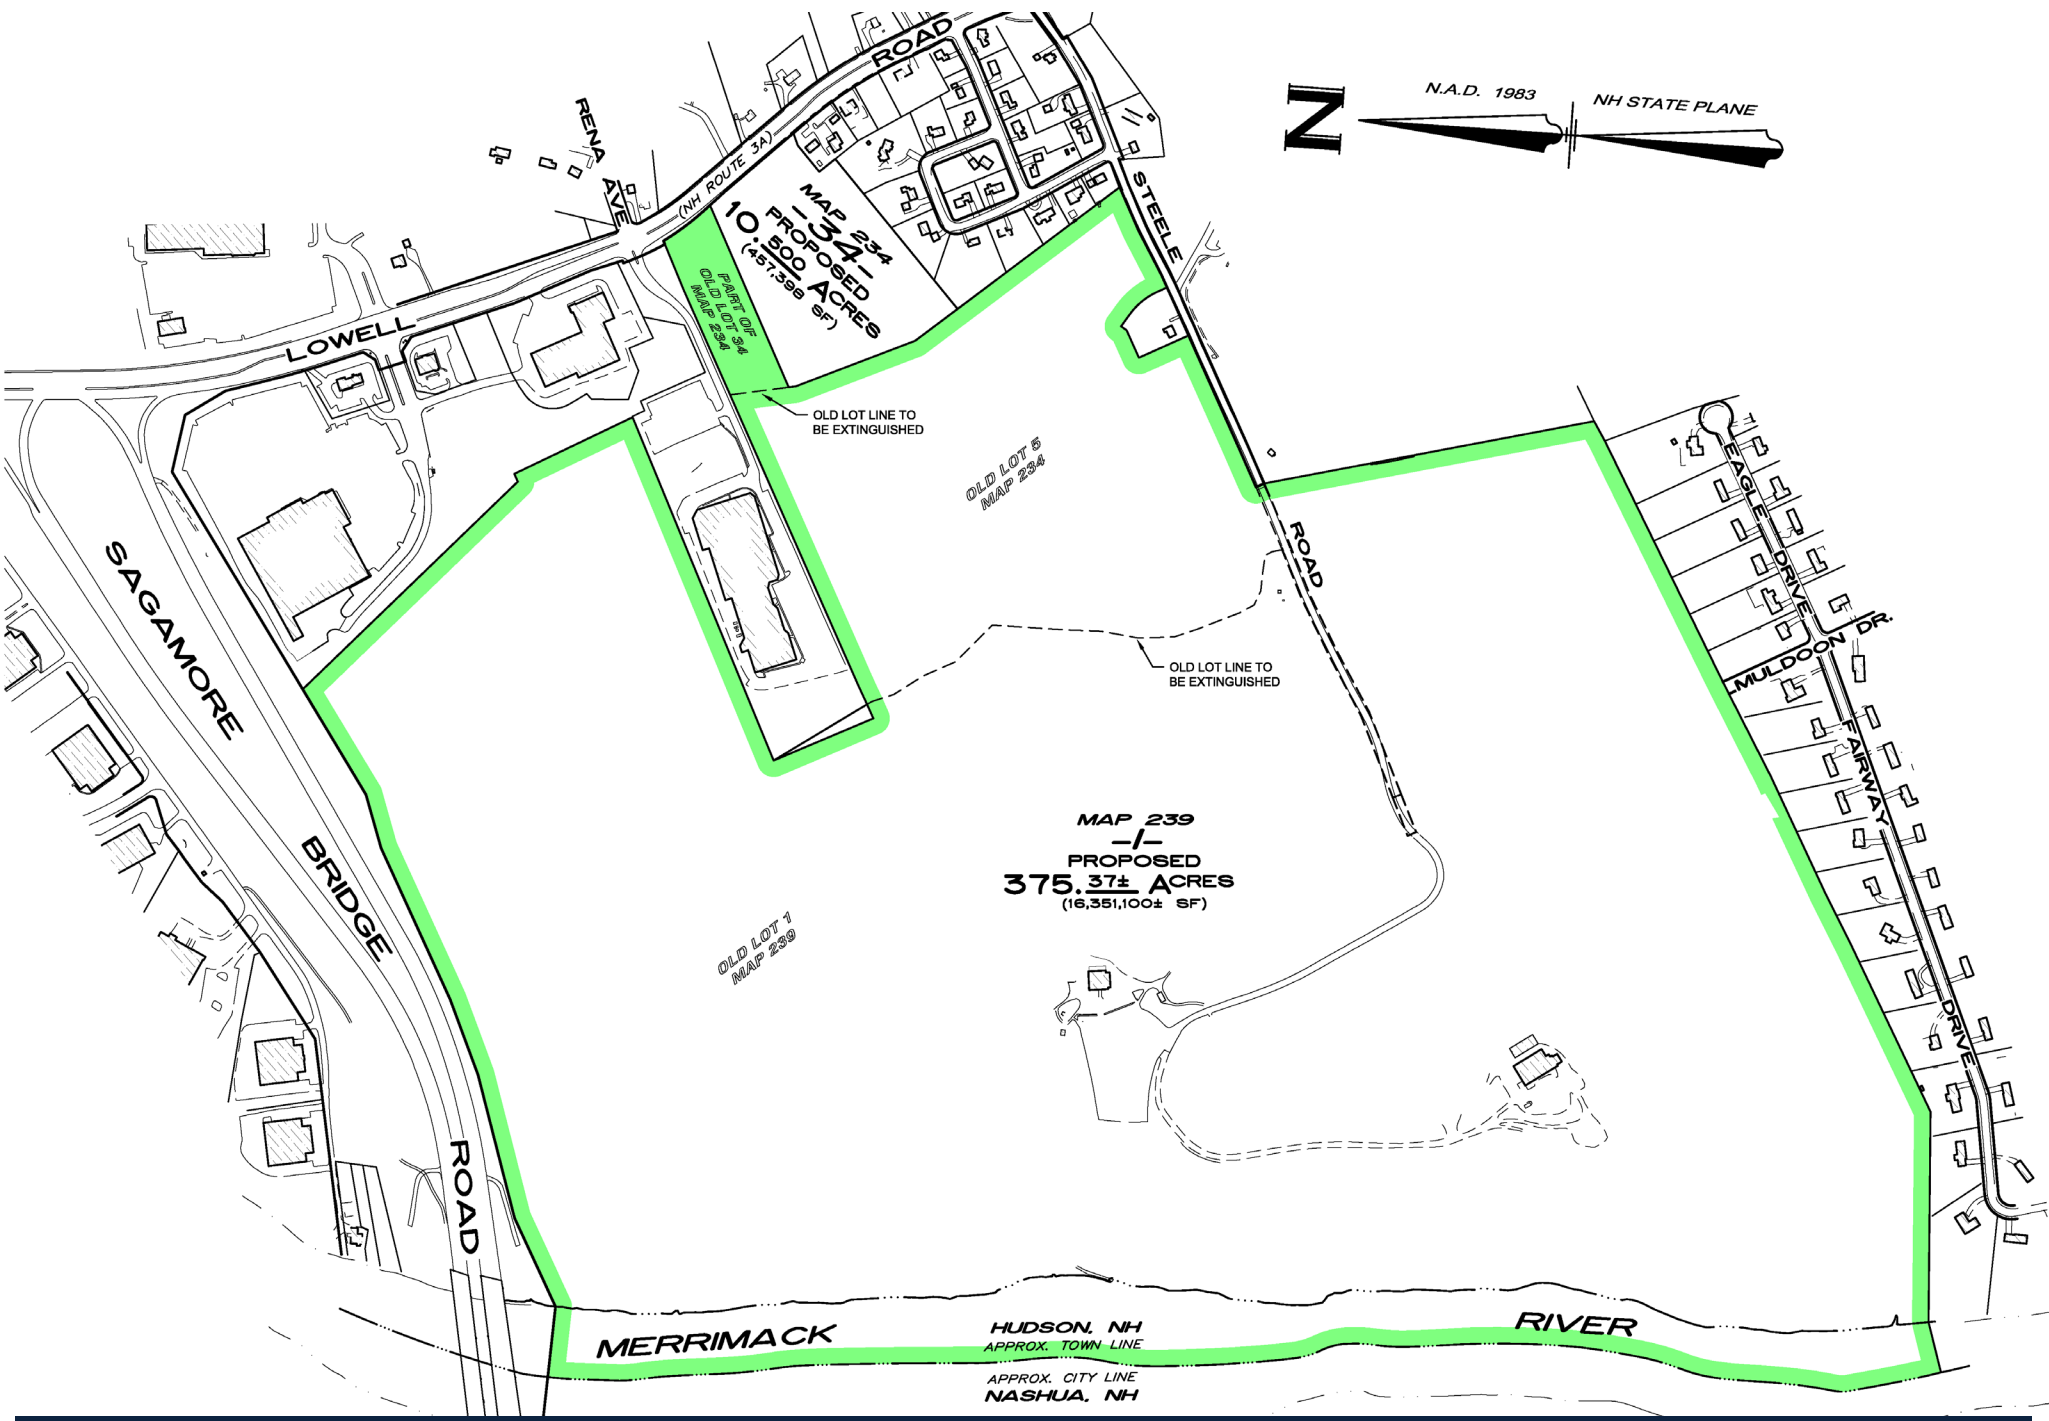 ROAD
N.A.D. 1983
NH STATE PLANE
N
RENA
AVE
(NH ROUTE 3A)
MAP 234
-34-
PROPOSED
10.500 ACRES
(457,398 SF)
STEELE
PART OF
OLD LOT 34
MAP 234
LOWELL
OLD LOT LINE TO
BE EXTINGUISHED
OLD LOT 5
MAP 234
EAGLE
DRIVE
ROAD
SAGAMORE
MULDOON DR.
OLD LOT LINE TO
BE EXTINGUISHED
FAIRWAY
MAP 239
-1-
PROPOSED
375.37± ACRES
(16,351,100± SF)
BRIDGE
OLD LOT 1
MAP 239
DRIVE
ROAD
MERRIMACK
RIVER
HUDSON, NH
APPROX. TOWN LINE
APPROX. CITY LINE
NASHUA, NH